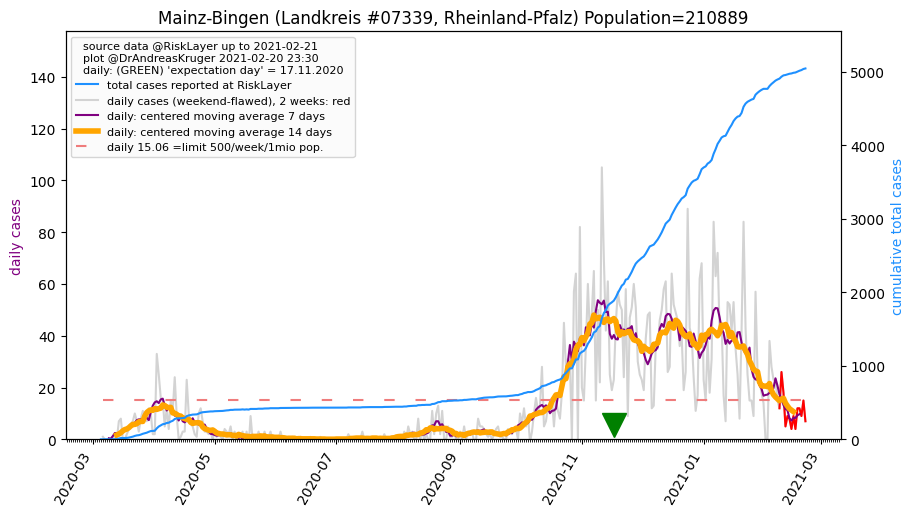 Mainz-Bingen (Landkreis #07339, Rheinland-Pfalz) Population=210889
source data @RiskLayer up to 2021-02-21
plot @DrAndreasKruger 2021-02-20 23:30
daily: (GREEN) 'expectation day' = 17.11.2020
total cases reported at RiskLayer
daily cases (weekend-flawed), 2 weeks: red
daily: centered moving average 7 days
daily: centered moving average 14 days
daily 15.06 =limit 500/week/1mio pop.
daily cases
140
120
100
80
60
40
20
0
cumulative total cases
5000
4000
3000
2000
1000
0
2020-03
2020-05
2020-07
2020-09
2020-11
2021-01
2021-03